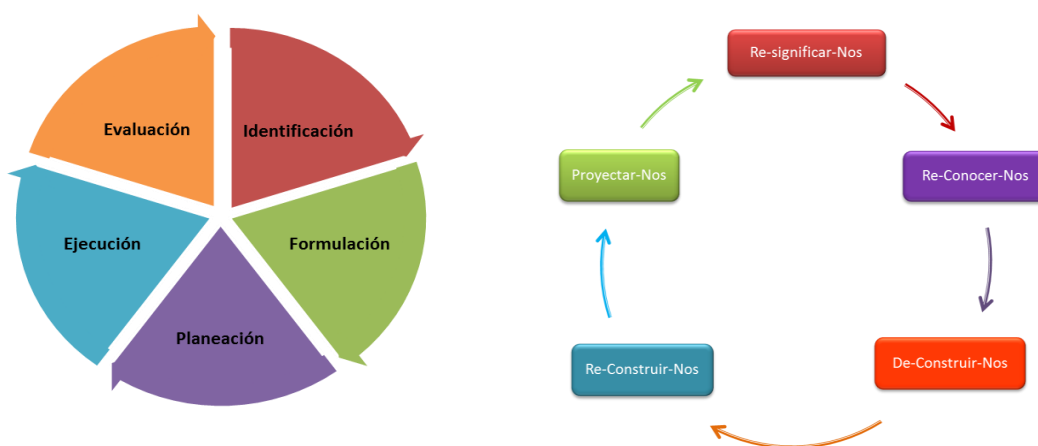 Evaluación
Identificación
Ejecución
Formulación
Planeación
Re-significar-Nos
Proyectar-Nos
Re-Conocer-Nos
Re-Construir-Nos
De-Construir-Nos